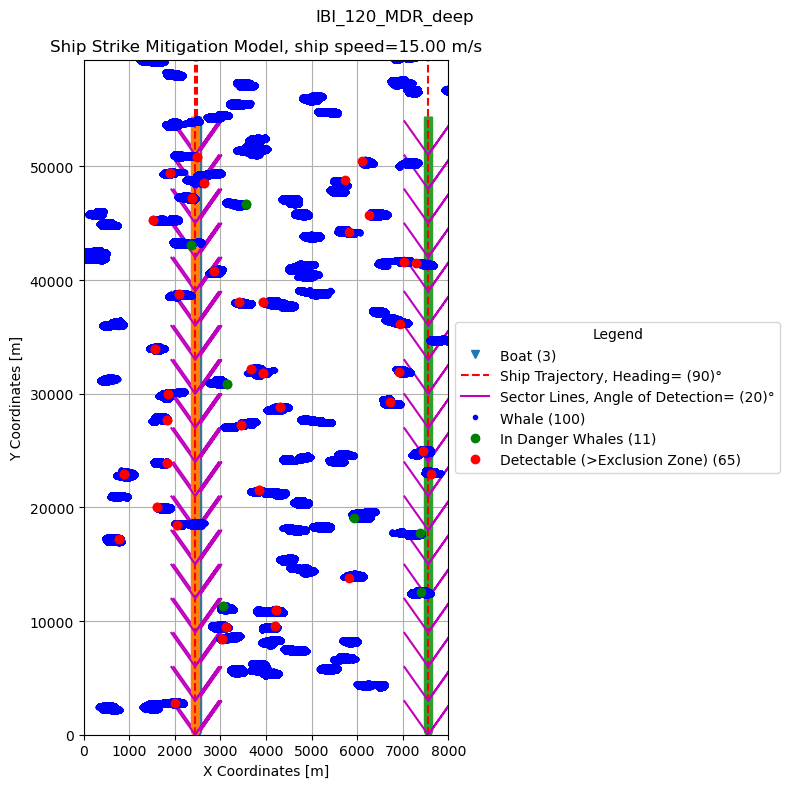 IBI_120_MDR_deep
Ship Strike Mitigation Model, ship speed=15.00 m/s
50000
40000
30000
20000
10000
0
Y Coordinates [m]
0 1000 2000 3000 4000 5000 6000 7000 8000
X Coordinates [m]
Legend
Boat (3)
Ship Trajectory, Heading= (90)°
Sector Lines, Angle of Detection= (20)°
Whale (100)
In Danger Whales (11)
Detectable (>Exclusion Zone) (65)